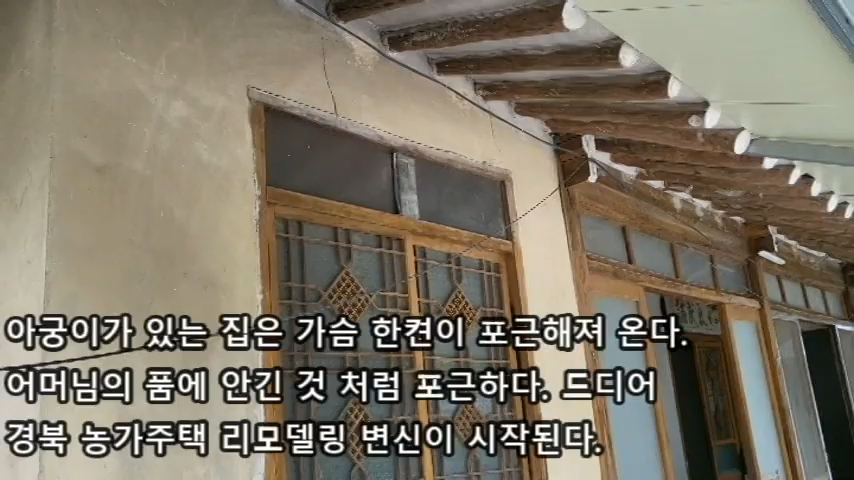 아궁이가 있는 집은 가슴 한켠이 포근해져 온다.
어머님의 품에 안긴 것 처럼 포근하다. 드디어
경북 농가주택 리모델링 변신이 시작된다.